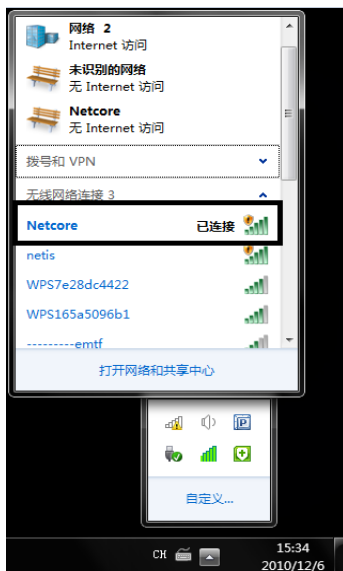 网络 2
Internet 访问
未识别的网络
无 Internet 访问
Netcore
无 Internet 访问
拨号和 VPN
无线网络连接 3
Netcore 已连接
netis
WPS7e28dc4422
WPS165a5096b1
---------emtf
打开网络和共享中心
P
自定义...
CH
15:34
2010/12/6